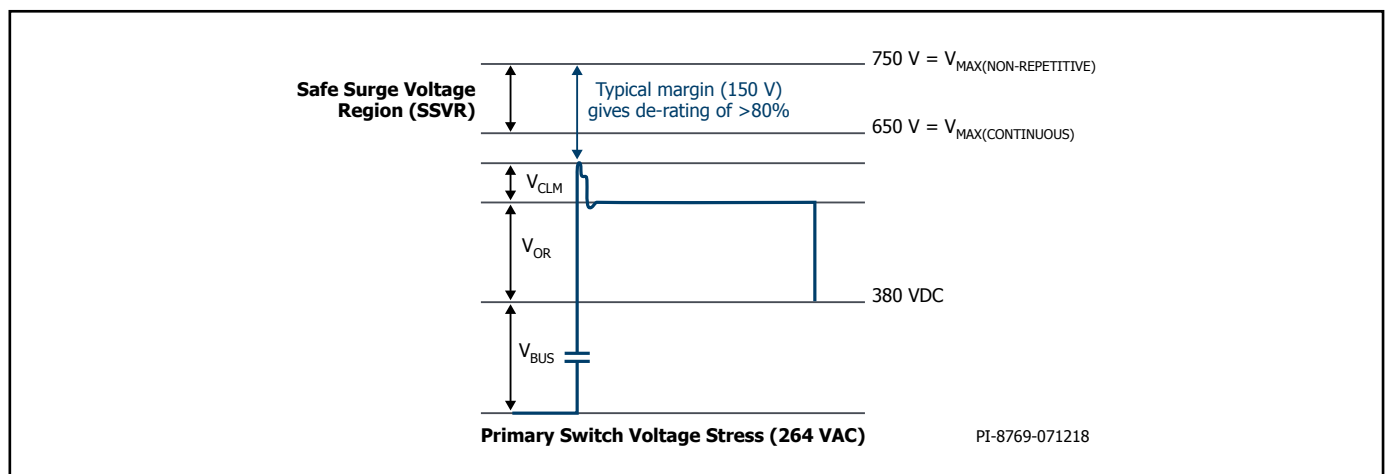 750 V = VMAX(NON-REPETITIVE)
Safe Surge Voltage
Region (SSVR)
Typical margin (150 V)
gives de-rating of >80%
650 V = VMAX(CONTINUOUS)
VCLM
VOR
380 VDC
VBUS
Primary Switch Voltage Stress (264 VAC)
PI-8769-071218